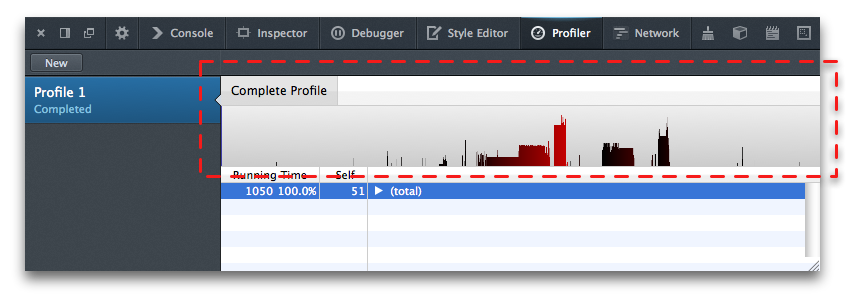 Console Inspector Debugger Style Editor Profiler Network
New
Profile 1
Completed
Complete Profile
Running Time Self
1050 100.0% 51 (total)